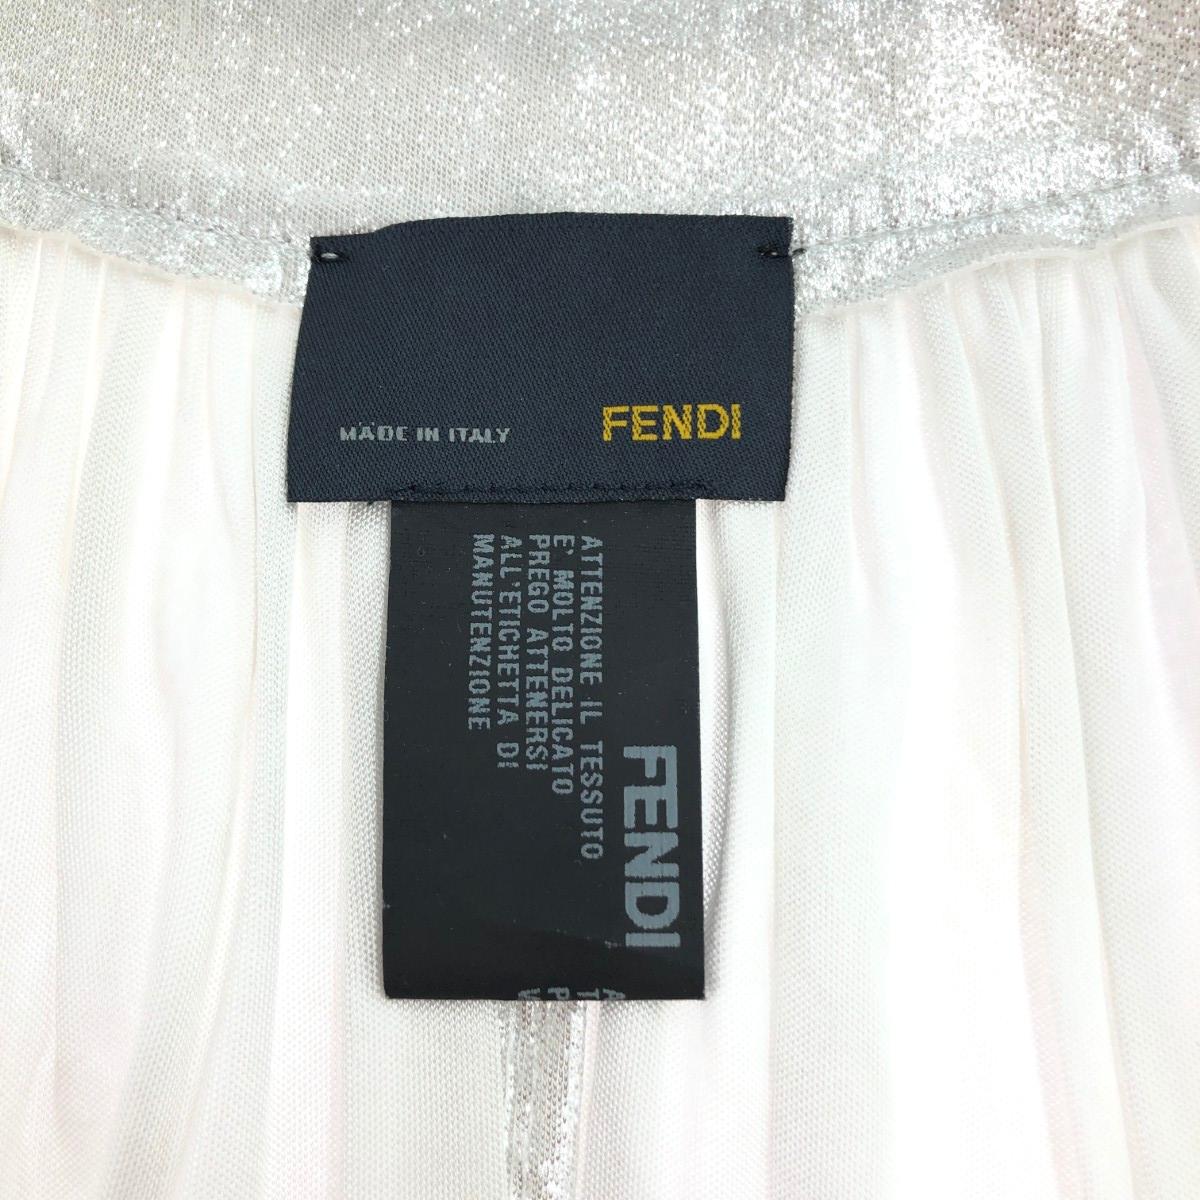 MADE IN ITALY
FENDI
FENDI
ATTENZIONE IL TESSUTO
E' MOLTO DELICATO
PREGO ATTENERSI
ALL'ETICHETTA DI
MANUTENZIONE